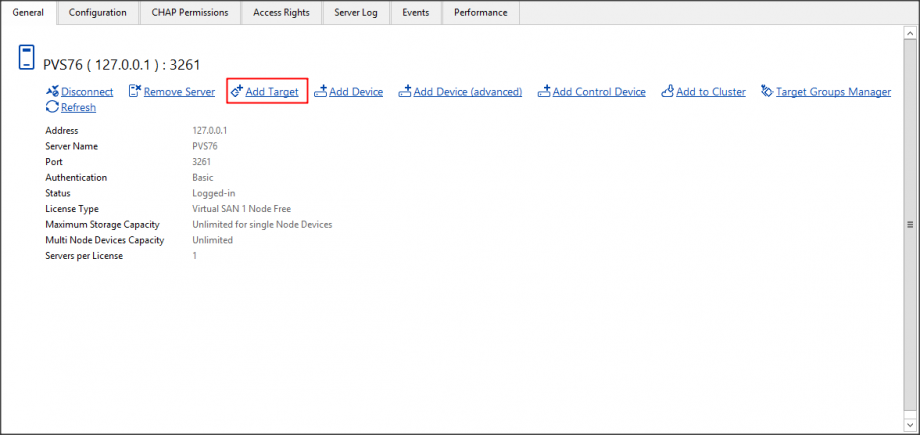 General Configuration CHAP Permissions Access Rights Server Log Events Performance
PVS76 ( 127.0.0.1 ) : 3261
Disconnect Remove Server Add Target Add Device Add Device (advanced) Add Control Device Add to Cluster Target Groups Manager
Refresh
Address 127.0.0.1
Server Name PVS76
Port 3261
Authentication Basic
Status Logged-in
License Type Virtual SAN 1 Node Free
Maximum Storage Capacity Unlimited for single Node Devices
Multi Node Devices Capacity Unlimited
Servers per License 1